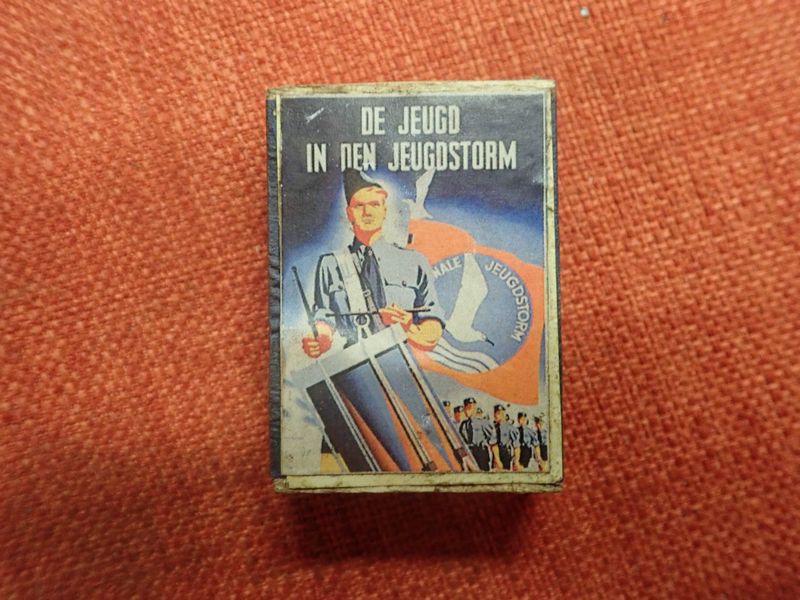 DE JEUGD
IN DEN JEUGDSTORM
NALE JEUGDSTORM